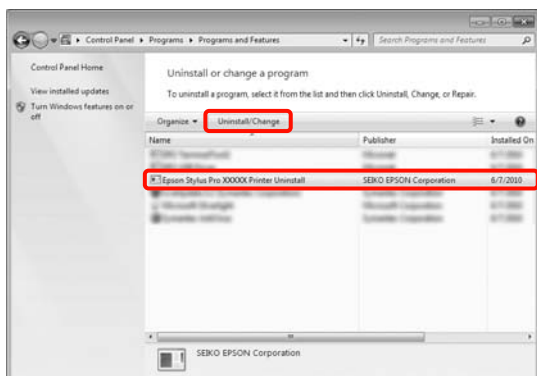 Control Panel ▸ Programs ▸ Programs and Features
Search Programs and Features
Control Panel Home
View installed updates
Turn Windows features on or
off
Uninstall or change a program
To uninstall a program, select it from the list and then click Uninstall, Change, or Repair.
Organize
Uninstall/Change
Name Publisher Installed On
Epson Stylus Pro XXXXX Printer Uninstall SEIKO EPSON Corporation 6/7/2010
SEIKO EPSON Corporation